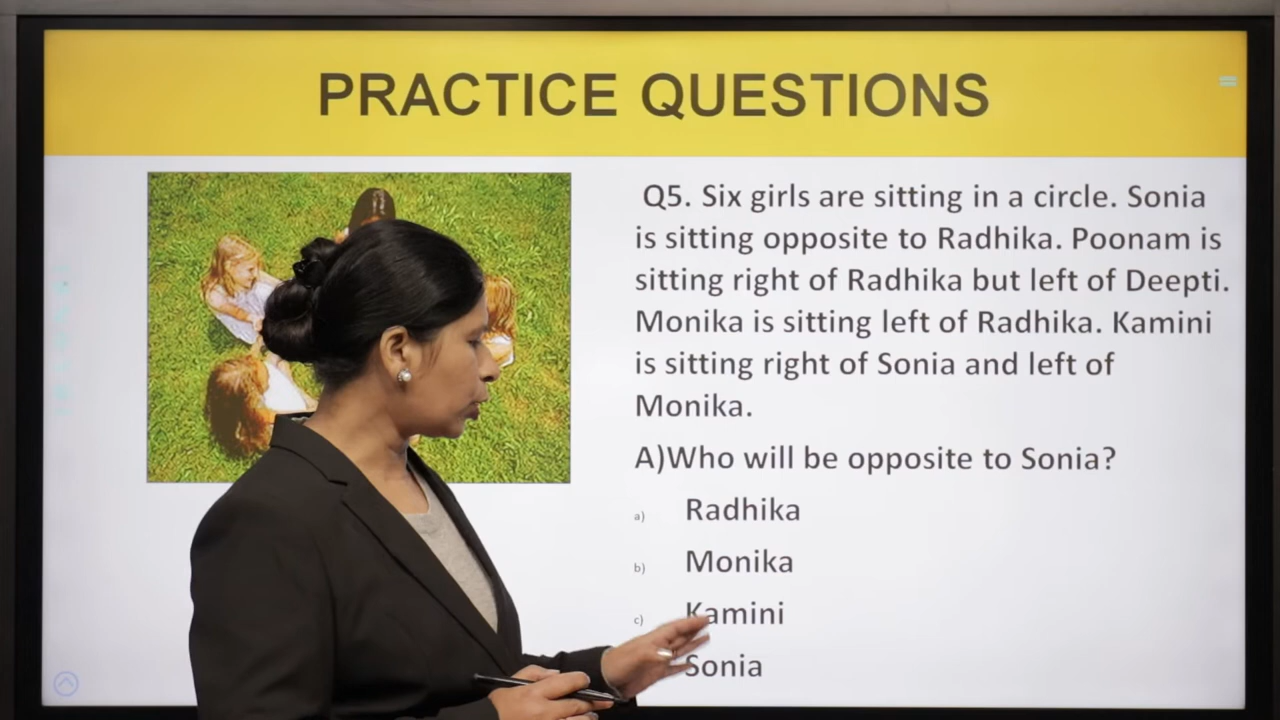 PRACTICE QUESTIONS
Q5. Six girls are sitting in a circle. Sonia
is sitting opposite to Radhika. Poonam is
sitting right of Radhika but left of Deepti.
Monika is sitting left of Radhika. Kamini
is sitting right of Sonia and left of
Monika.
A)Who will be opposite to Sonia?
a) Radhika
b) Monika
c) Kamini
Sonia